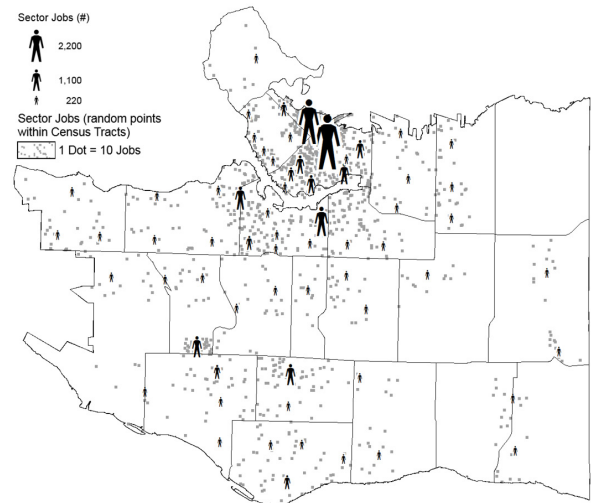 Sector Jobs (#)
2,200
1,100
220
Sector Jobs (random points
within Census Tracts)
1 Dot = 10 Jobs